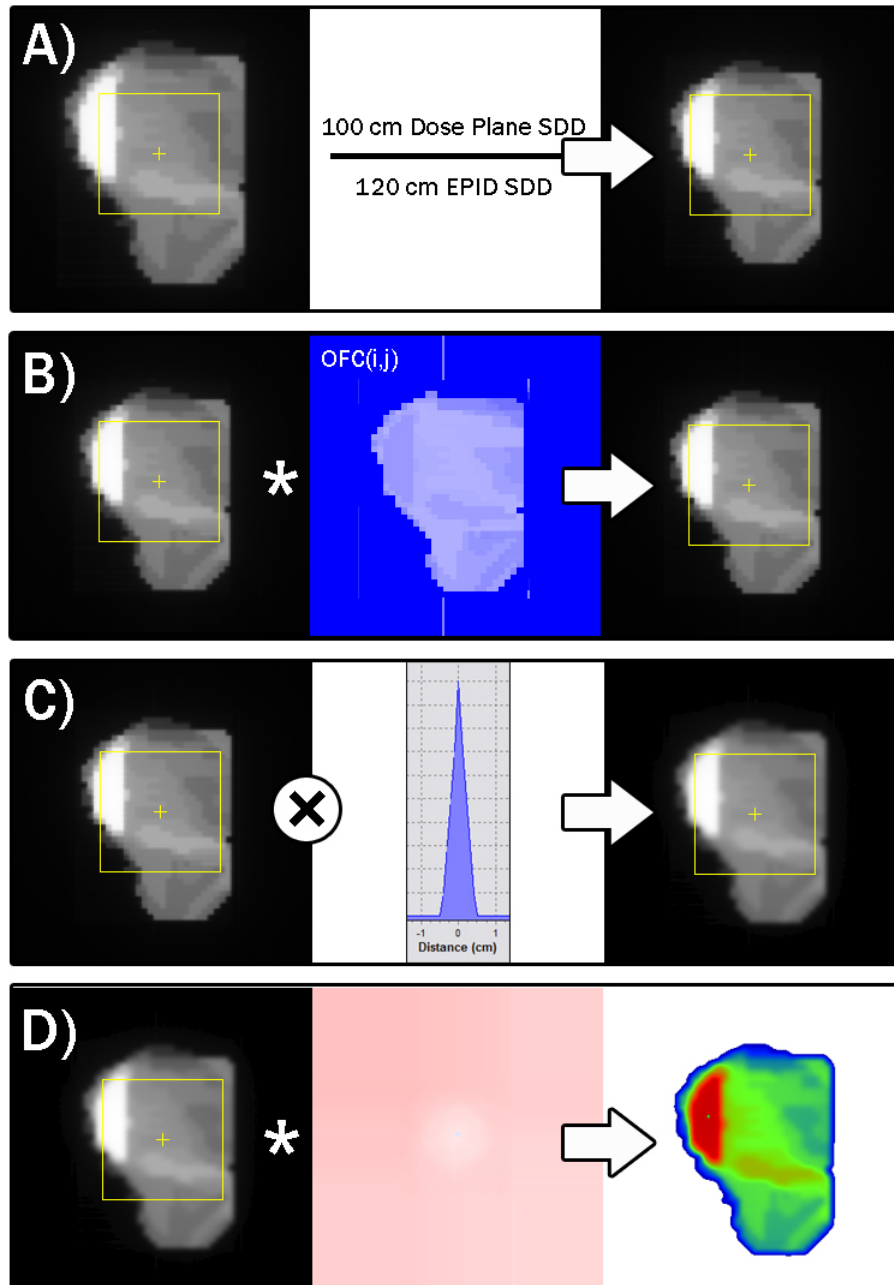 A)
100 cm Dose Plane SDD
120 cm EPID SDD
B)
OFC(i,j)
*
C)
-1 0 1
Distance (cm)
D)
*